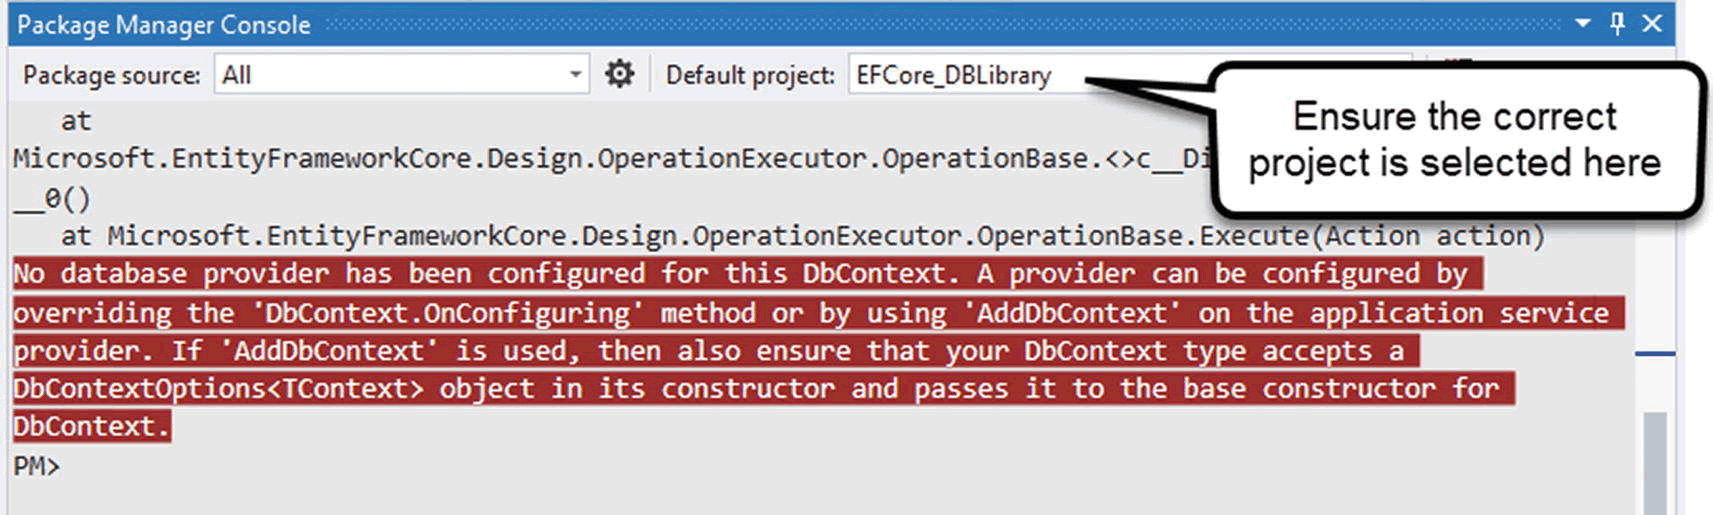 Package Manager Console
Package source: All Default project: EFCore_DBLibrary
Ensure the correct
project is selected here
at
Microsoft.EntityFrameworkCore.Design.OperationExecutor.OperationBase.<>c__Di
__0()
at Microsoft.EntityFrameworkCore.Design.OperationExecutor.OperationBase.Execute(Action action)
No database provider has been configured for this DbContext. A provider can be configured by
overriding the 'DbContext.OnConfiguring' method or by using 'AddDbContext' on the application service
provider. If 'AddDbContext' is used, then also ensure that your DbContext type accepts a
DbContextOptions<TContext> object in its constructor and passes it to the base constructor for
DbContext.
PM>